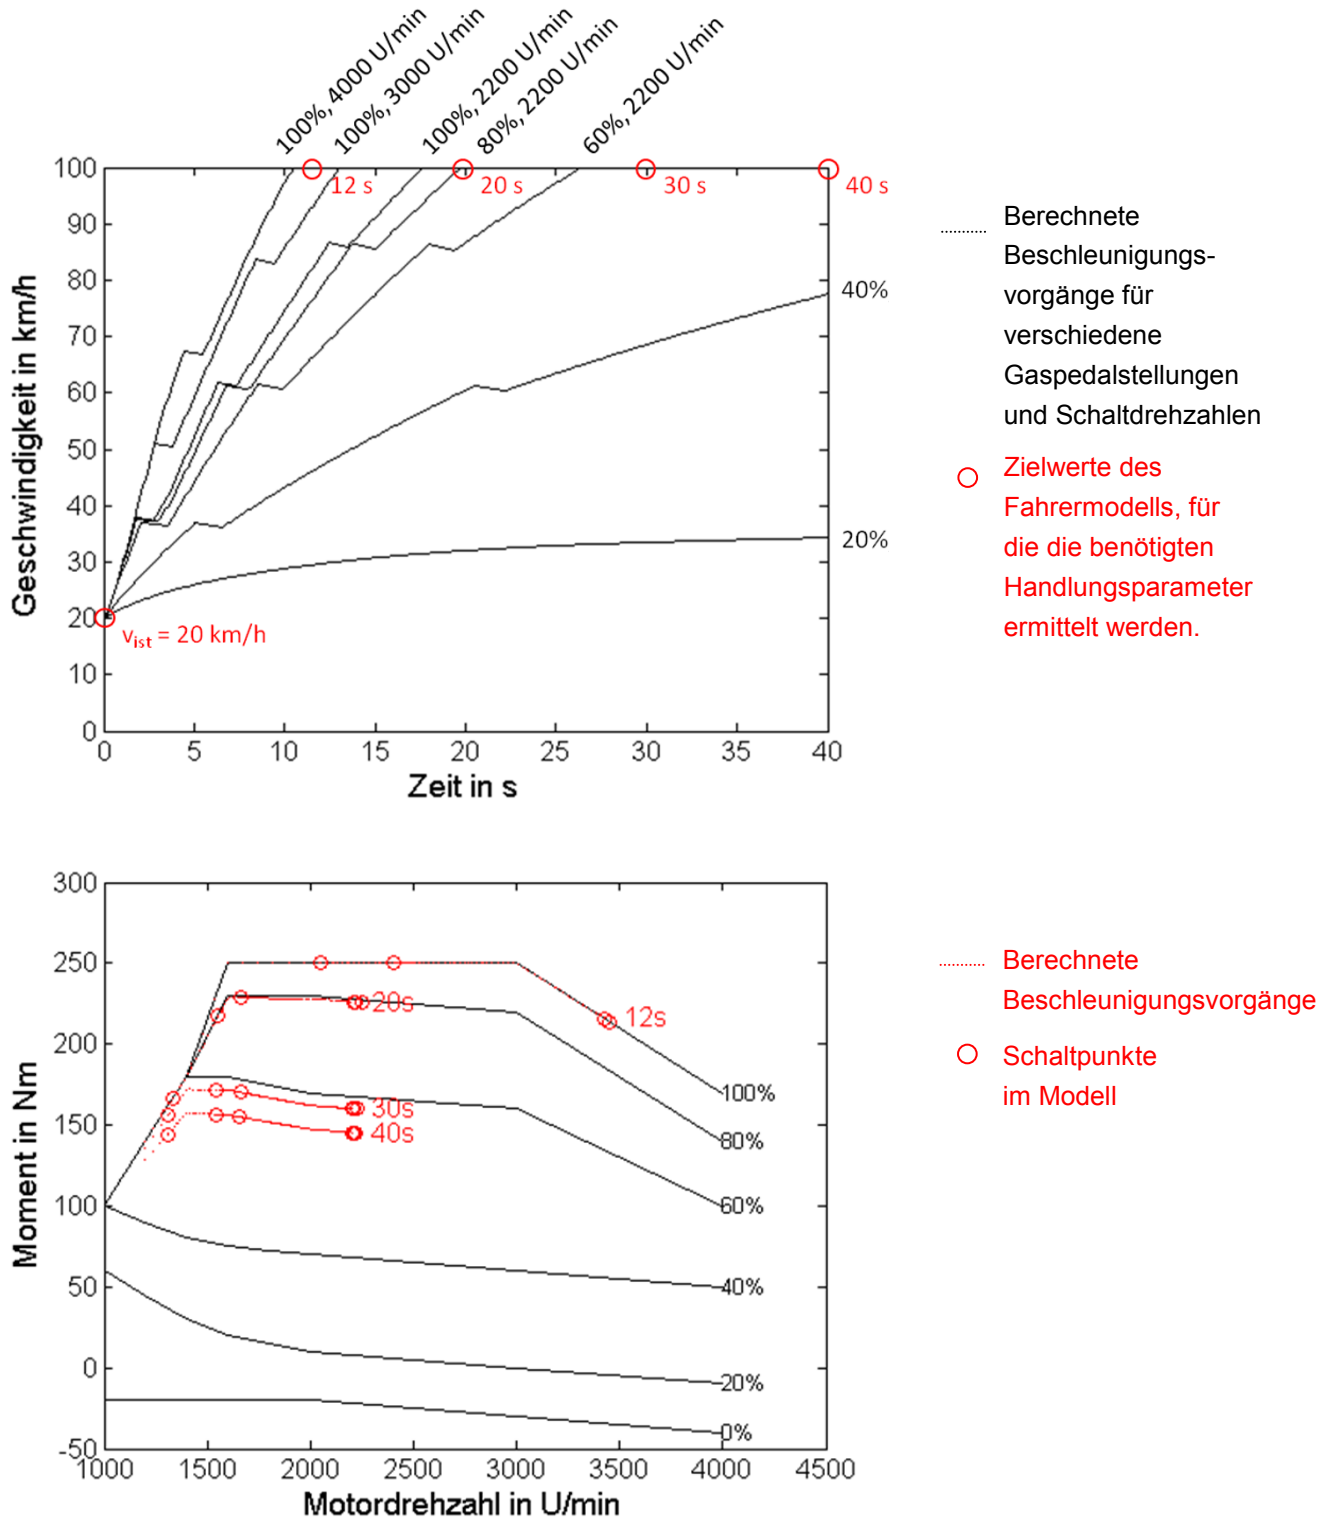 100%, 4000 U/min
100%, 3000 U/min
100%, 2200 U/min
80%, 2200 U/min
60%, 2200 U/min
100
90
80
70
60
50
40
30
20
10
0
Geschwindigkeit in km/h
12 s
20 s
30 s
40 s
40%
20%
vist = 20 km/h
0
5
10
15
20
25
30
35
40
Zeit in s
Berechnete
Beschleunigungs-
vorgänge für
verschiedene
Gaspedalstellungen
und Schaltdrehzahlen
Zielwerte des
Fahrermodells, für
die die benötigten
Handlungsparameter
ermittelt werden.
300
250
200
150
100
50
0
-50
Moment in Nm
12s
20s
30s
40s
100%
80%
60%
40%
20%
0%
1000
1500
2000
2500
3000
3500
4000
4500
Motordrehzahl in U/min
Berechnete
Beschleunigungsvorgänge
Schaltpunkte
im Modell